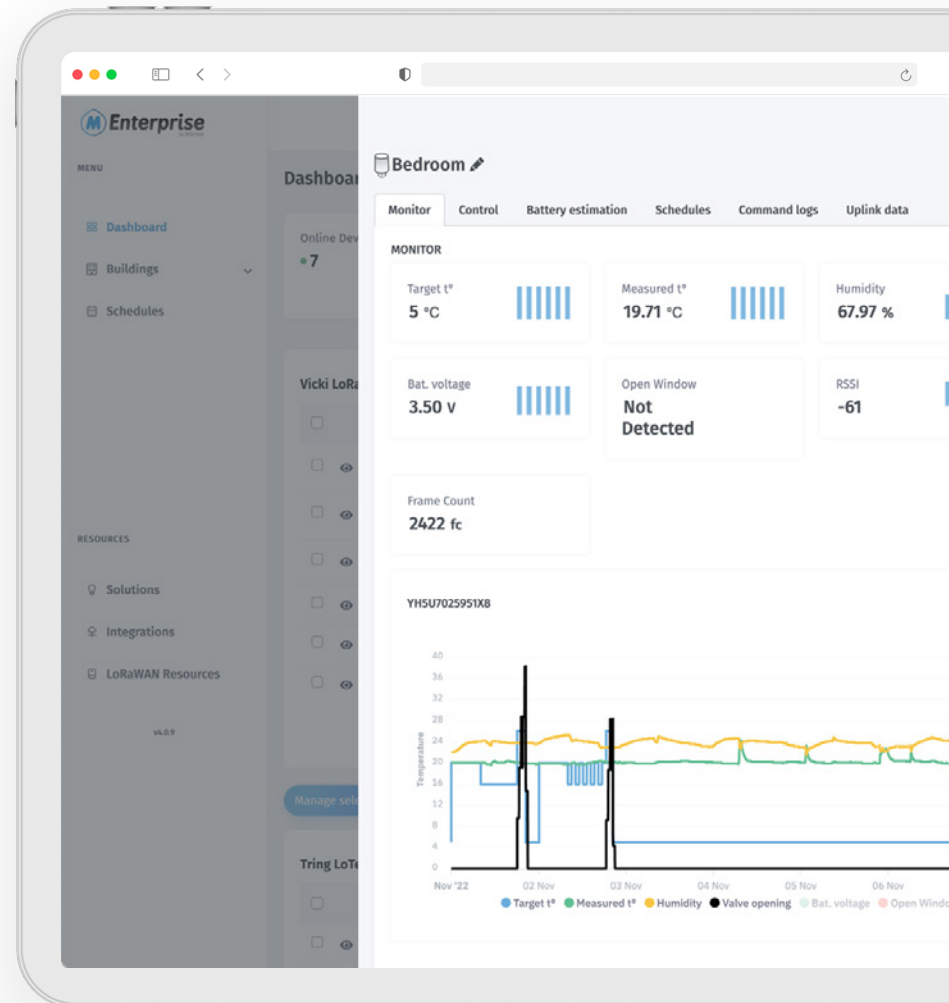 M Enterprise
MENU
Dashboard
Buildings
Schedules
RESOURCES
Solutions
Integrations
LoRaWAN Resources
v4.0.9
Dashboar
Online Dev
7
Vicki LoRa
Manage sele
Tring LoTe
Bedroom
Monitor Control Battery estimation Schedules Command logs Uplink data
MONITOR
Target t° Measured t° Humidity
5 °C 19.71 °C 67.97 %
Bat. voltage Open Window RSSI
3.50 V Not -61
Detected
Frame Count
2422 fc
YH5U7025951X8
Temperature
40
36
32
28
24
20
16
12
8
4
0
Nov '22 02 Nov 03 Nov 04 Nov 05 Nov 06 Nov
Target t° Measured t° Humidity Valve opening Bat. voltage Open Windo